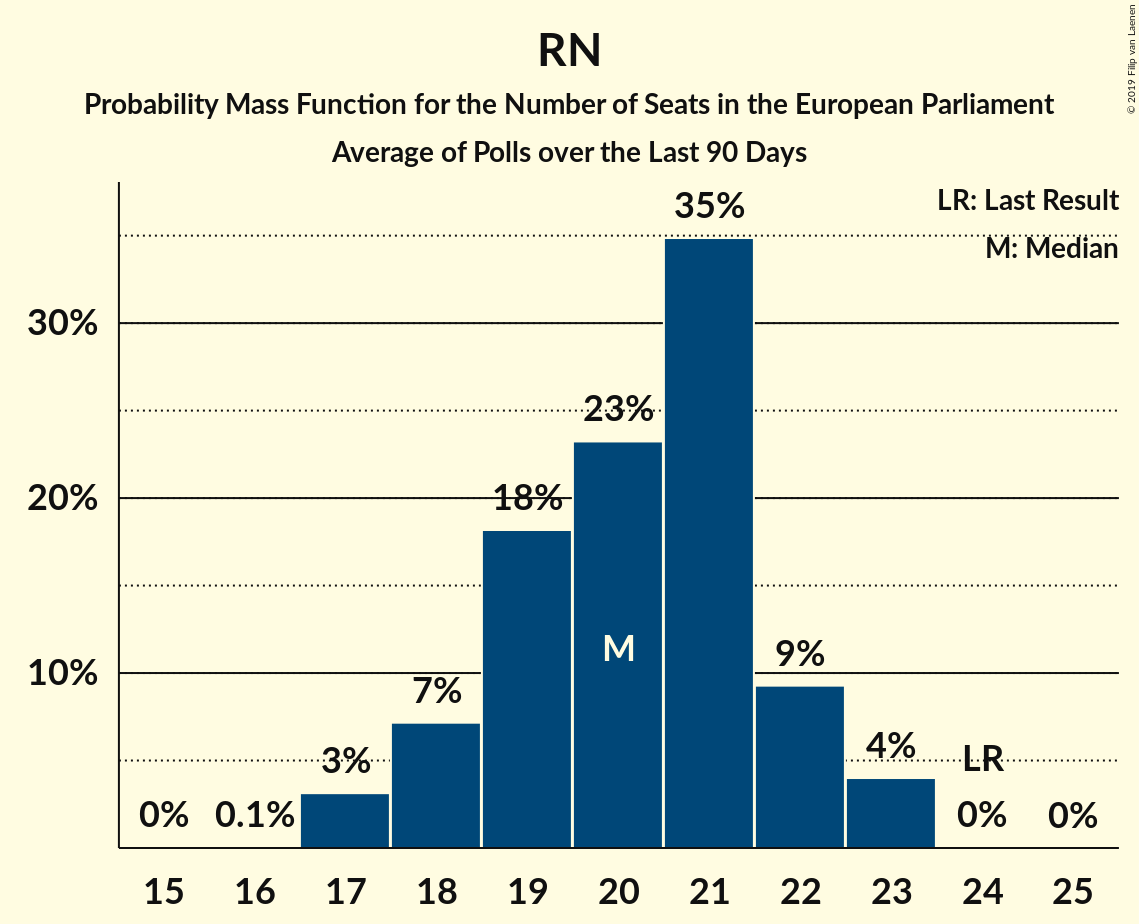 RN
Probability Mass Function for the Number of Seats in the European Parliament
Average of Polls over the Last 90 Days
© 2019 Filip van Laenen
LR: Last Result
M: Median
35%
30%
23%
20%
18%
M
10%
9%
7%
4%
3%
LR
0%
0.1%
0%
0%
15 16 17 18 19 20 21 22 23 24 25